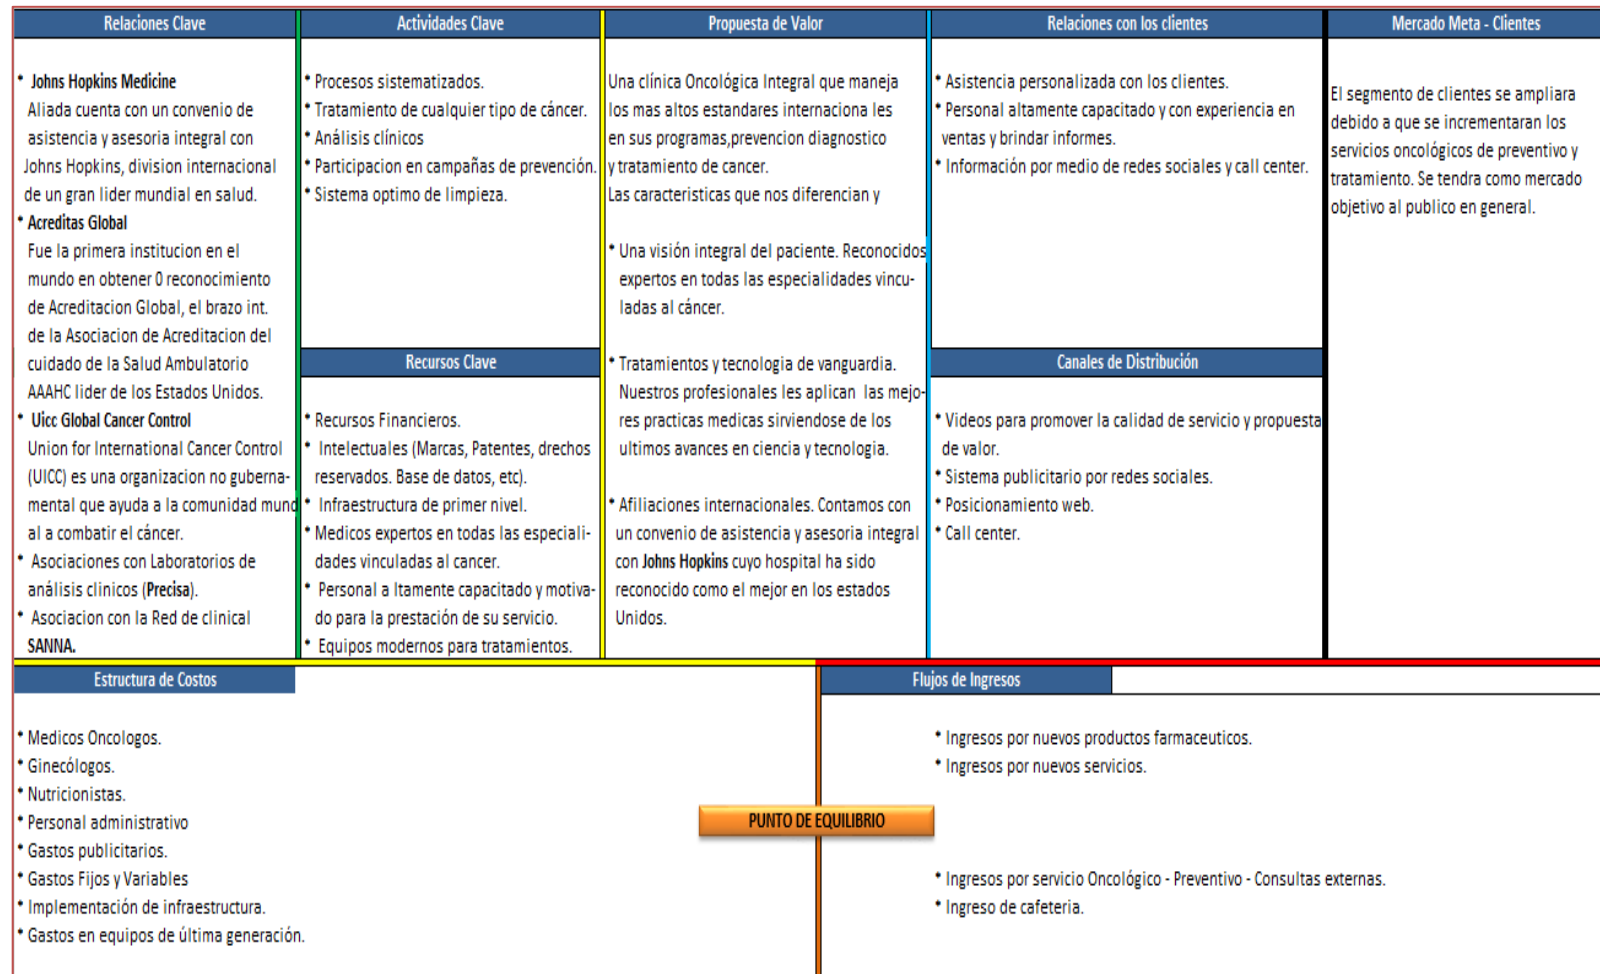 Relaciones Clave
* Johns Hopkins Medicine
Aliada cuenta con un convenio de
asistencia y asesoria integral con
Johns Hopkins, division internacional
de un gran lider mundial en salud.
* Acreditas Global
Fue la primera institucion en el
mundo en obtener 0 reconocimiento
de Acreditacion Global, el brazo int.
de la Asociacion de Acreditacion del
cuidado de la Salud Ambulatorio
AAAHC lider de los Estados Unidos.
* Uicc Global Cancer Control
Union for International Cancer Control
(UICC) es una organizacion no guberna-
mental que ayuda a la comunidad mund
al a combatir el cáncer.
* Asociaciones con Laboratorios de
análisis clinicos (Precisa).
* Asociacion con la Red de clinical
SANNA.
Actividades Clave
* Procesos sistematizados.
* Tratamiento de cualquier tipo de cáncer.
* Análisis clínicos
* Participacion en campañas de prevención.
* Sistema optimo de limpieza.
Recursos Clave
* Recursos Financieros.
* Intelectuales (Marcas, Patentes, drechos
reservados. Base de datos, etc).
* Infraestructura de primer nivel.
* Medicos expertos en todas las especiali-
dades vinculadas al cancer.
* Personal a ltamente capacitado y motiva-
do para la prestación de su servicio.
* Equipos modernos para tratamientos.
Propuesta de Valor
Una clínica Oncológica Integral que maneja
los mas altos estandares internaciona les
en sus programas,prevencion diagnostico
y tratamiento de cancer.
Las caracteristicas que nos diferencian y
* Una visión integral del paciente. Reconocidos
expertos en todas las especialidades vincu-
ladas al cáncer.
* Tratamientos y tecnologia de vanguardia.
Nuestros profesionales les aplican las mejo-
res practicas medicas sirviendose de los
ultimos avances en ciencia y tecnologia.
* Afiliaciones internacionales. Contamos con
un convenio de asistencia y asesoria integral
con Johns Hopkins cuyo hospital ha sido
reconocido como el mejor en los estados
Unidos.
Relaciones con los clientes
* Asistencia personalizada con los clientes.
* Personal altamente capacitado y con experiencia en
ventas y brindar informes.
* Información por medio de redes sociales y call center.
Canales de Distribución
* Videos para promover la calidad de servicio y propuesta
de valor.
* Sistema publicitario por redes sociales.
* Posicionamiento web.
* Call center.
Mercado Meta - Clientes
El segmento de clientes se ampliara
debido a que se incrementaran los
servicios oncológicos de preventivo y
tratamiento. Se tendra como mercado
objetivo al publico en general.
Estructura de Costos
* Medicos Oncologos.
* Ginecólogos.
* Nutricionistas.
* Personal administrativo
* Gastos publicitarios.
* Gastos Fijos y Variables
* Implementación de infraestructura.
* Gastos en equipos de última generación.
PUNTO DE EQUILIBRIO
Flujos de Ingresos
* Ingresos por nuevos productos farmaceuticos.
* Ingresos por nuevos servicios.
* Ingresos por servicio Oncológico - Preventivo - Consultas externas.
* Ingreso de cafeteria.